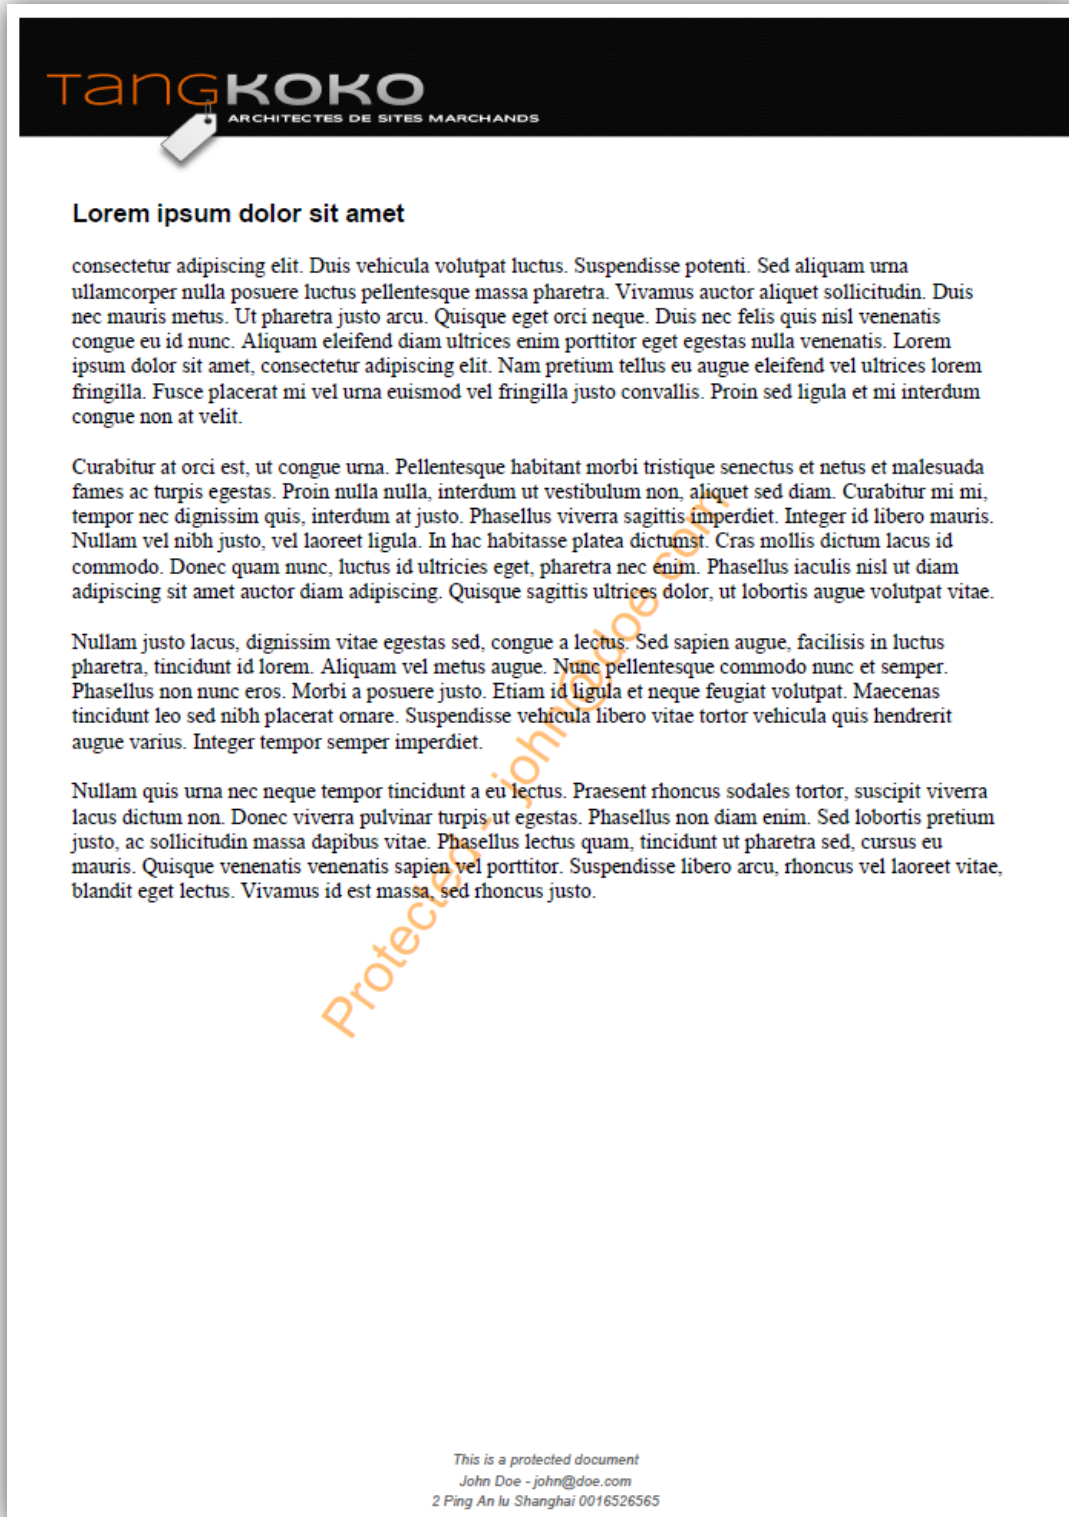 TANGKOKO
ARCHITECTES DE SITES MARCHANDS
Lorem ipsum dolor sit amet
consectetur adipiscing elit. Duis vehicula volutpat luctus. Suspendisse potenti. Sed aliquam urna
ullamcorper nulla posuere luctus pellentesque massa pharetra. Vivamus auctor aliquet sollicitudin. Duis
nec mauris metus. Ut pharetra justo arcu. Quisque eget orci neque. Duis nec felis quis nisl venenatis
congue eu id nunc. Aliquam eleifend diam ultrices enim porttitor eget egestas nulla venenatis. Lorem
ipsum dolor sit amet, consectetur adipiscing elit. Nam pretium tellus eu augue eleifend vel ultrices lorem
fringilla. Fusce placerat mi vel urna euismod vel fringilla justo convallis. Proin sed ligula et mi interdum
congue non at velit.
Curabitur at orci est, ut congue urna. Pellentesque habitant morbi tristique senectus et netus et malesuada
fames ac turpis egestas. Proin nulla nulla, interdum ut vestibulum non, aliquet sed diam. Curabitur mi mi,
tempor nec dignissim quis, interdum at justo. Phasellus viverra sagittis imperdiet. Integer id libero mauris.
Nullam vel nibh justo, vel laoreet ligula. In hac habitasse platea dictumst. Cras mollis dictum lacus id
commodo. Donec quam nunc, luctus id ultricies eget, pharetra nec enim. Phasellus iaculis nisl ut diam
adipiscing sit amet auctor diam adipiscing. Quisque sagittis ultrices dolor, ut lobortis augue volutpat vitae.
Nullam justo lacus, dignissim vitae egestas sed, congue a lectus. Sed sapien augue, facilisis in luctus
pharetra, tincidunt id lorem. Aliquam vel metus augue. Nunc pellentesque commodo nunc et semper.
Phasellus non nunc eros. Morbi a posuere justo. Etiam id ligula et neque feugiat volutpat. Maecenas
tincidunt leo sed nibh placerat ornare. Suspendisse vehicula libero vitae tortor vehicula quis hendrerit
augue varius. Integer tempor semper imperdiet.
Nullam quis urna nec neque tempor tincidunt a eu lectus. Praesent rhoncus sodales tortor, suscipit viverra
lacus dictum non. Donec viverra pulvinar turpis ut egestas. Phasellus non diam enim. Sed lobortis pretium
justo, ac sollicitudin massa dapibus vitae. Phasellus lectus quam, tincidunt ut pharetra sed, cursus eu
mauris. Quisque venenatis venenatis sapien vel porttitor. Suspendisse libero arcu, rhoncus vel laoreet vitae,
blandit eget lectus. Vivamus id est massa, sed rhoncus justo.
Protected - john@doe.com
This is a protected document
John Doe - john@doe.com
2 Ping An lu Shanghai 0016526565